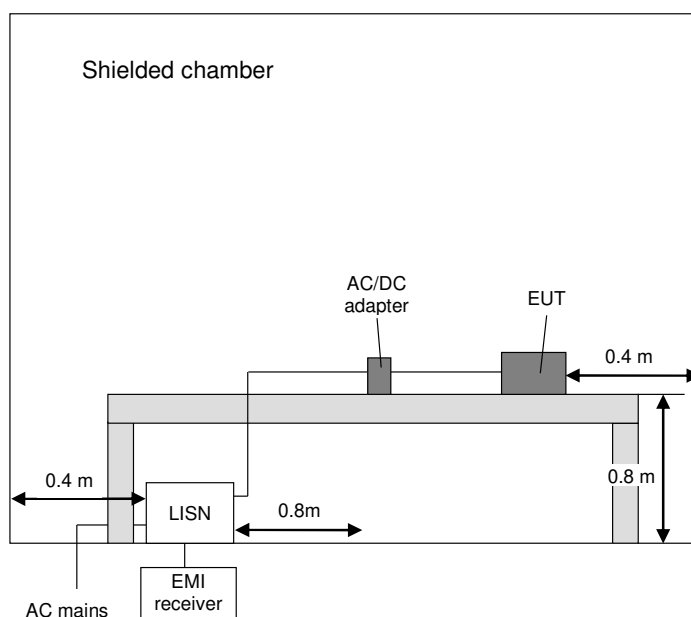 Shielded chamber
AC/DC
adapter
EUT
0.4 m
0.4 m
0.8 m
LISN
0.8m
EMI
receiver
AC mains